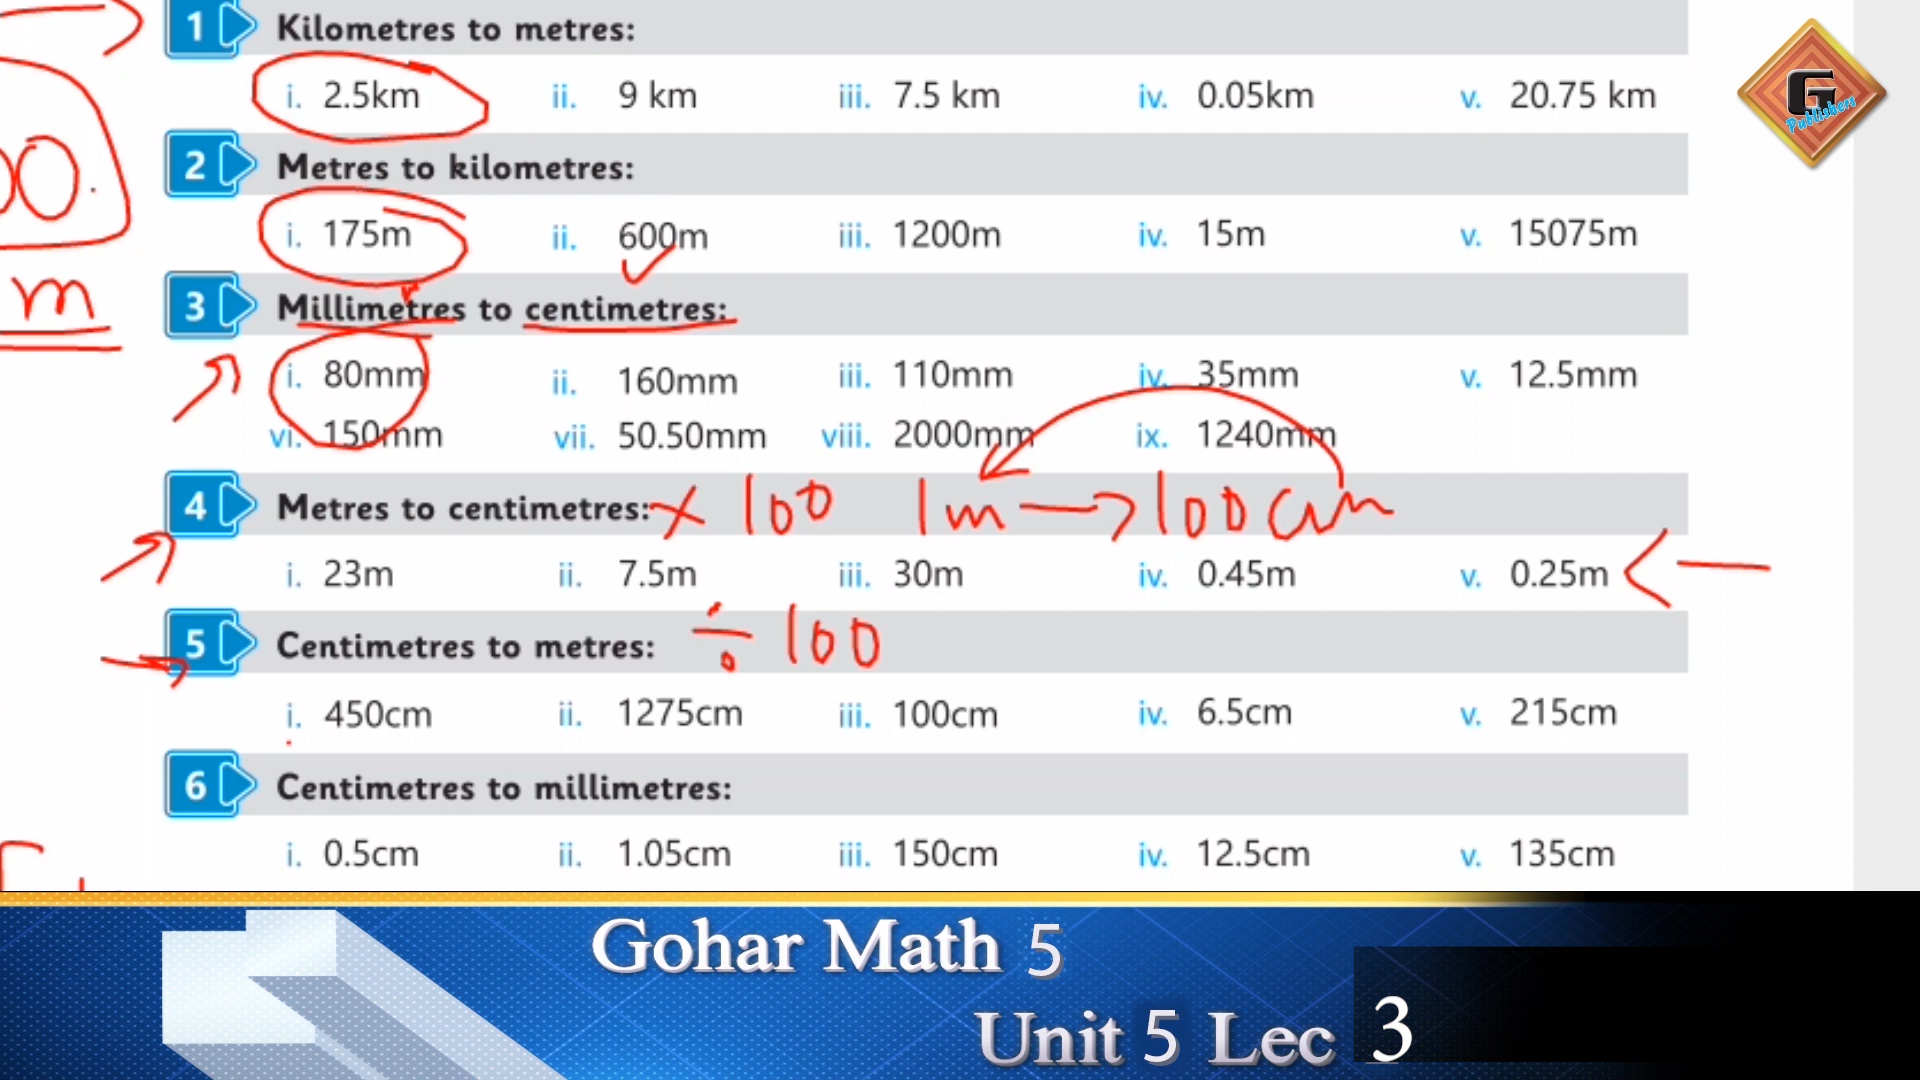 1 Kilometres to metres:
i. 2.5km ii. 9 km iii. 7.5 km iv. 0.05km v. 20.75 km
G Publishers
2 Metres to kilometres:
i. 175m ii. 600m iii. 1200m iv. 15m v. 15075m
m
3 Millimetres to centimetres:
i. 80mm ii. 160mm iii. 110mm iv. 35mm v. 12.5mm
vi. 150mm vii. 50.50mm viii. 2000mm ix. 1240mm
4 Metres to centimetres: × 100 1m → 100cm
i. 23m ii. 7.5m iii. 30m iv. 0.45m v. 0.25m
5 Centimetres to metres: ÷ 100
i. 450cm ii. 1275cm iii. 100cm iv. 6.5cm v. 215cm
6 Centimetres to millimetres:
i. 0.5cm ii. 1.05cm iii. 150cm iv. 12.5cm v. 135cm
Gohar Math 5
Unit 5 Lec 3